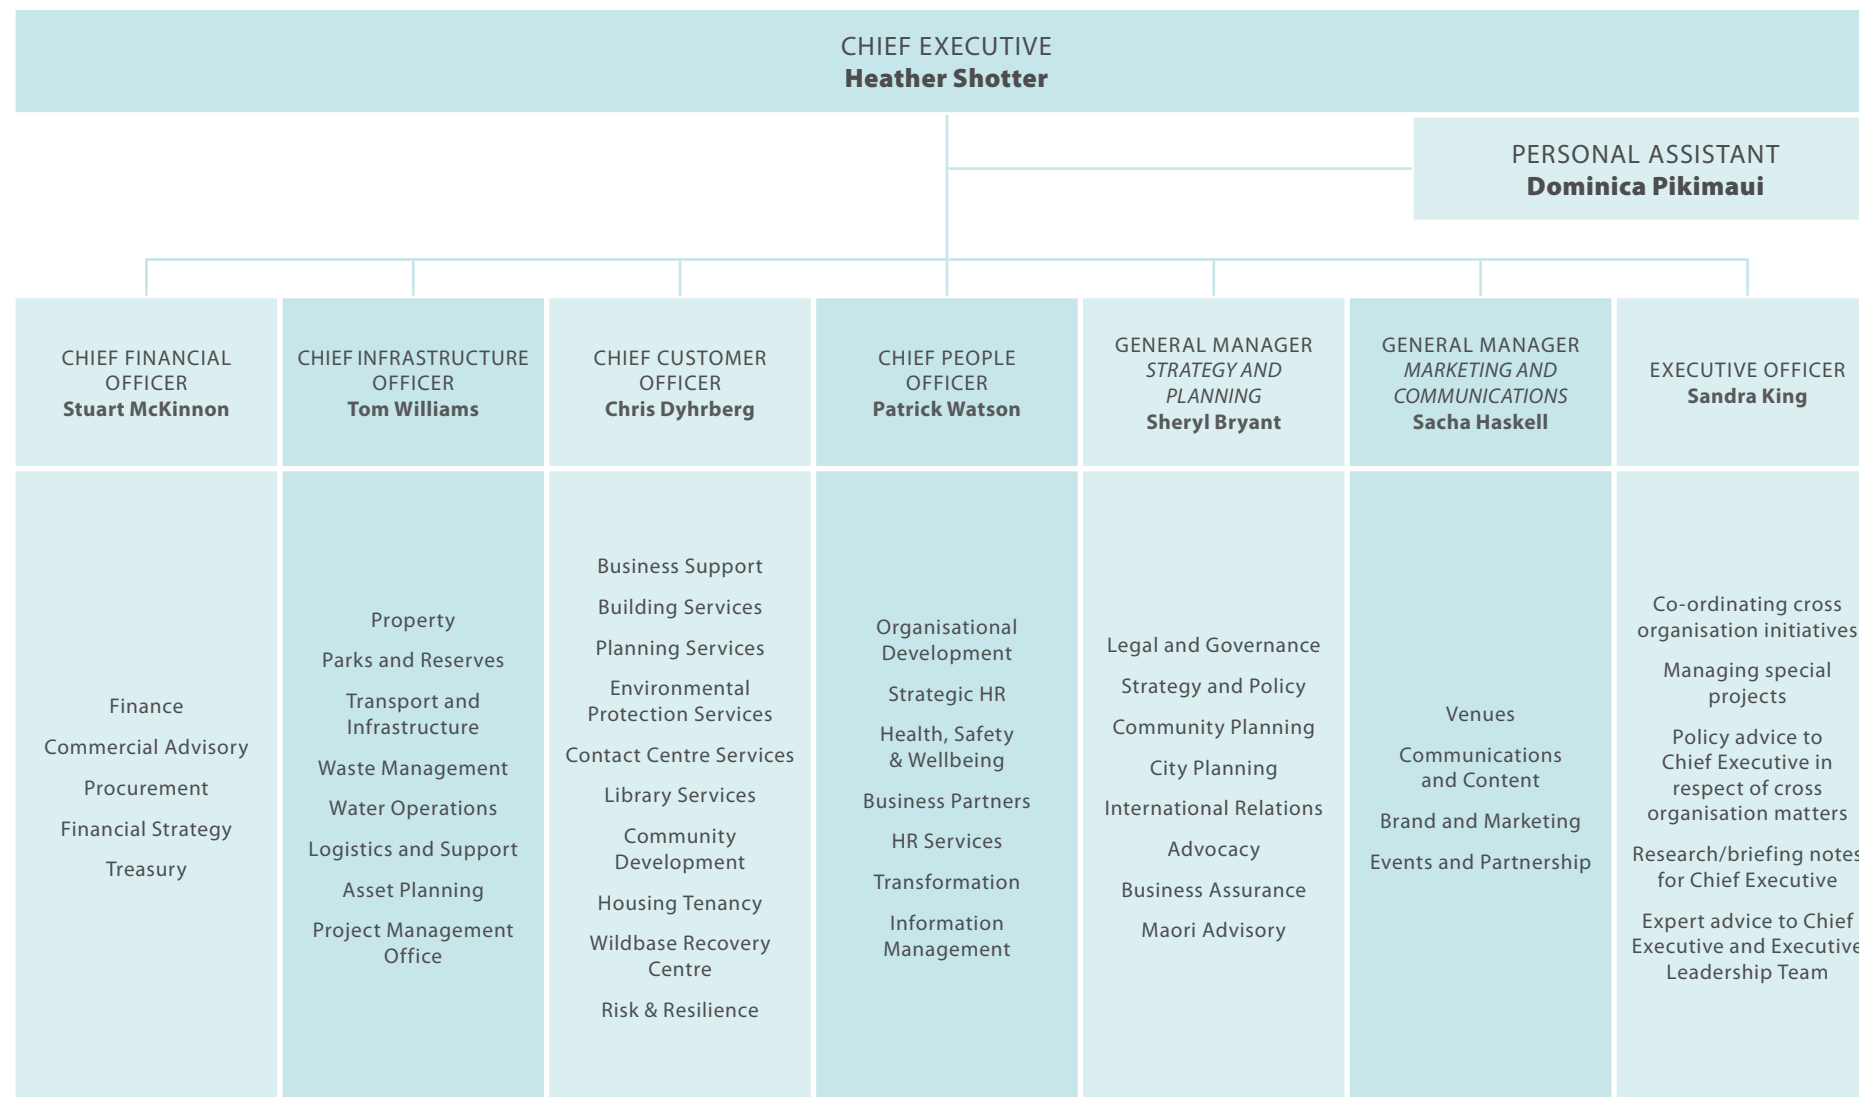 CHIEF EXECUTIVE
Heather Shotter
PERSONAL ASSISTANT
Dominica Pikimaui
CHIEF FINANCIAL
OFFICER
Stuart McKinnon
CHIEF INFRASTRUCTURE
OFFICER
Tom Williams
CHIEF CUSTOMER
OFFICER
Chris Dyhrberg
CHIEF PEOPLE
OFFICER
Patrick Watson
GENERAL MANAGER
STRATEGY AND
PLANNING
Sheryl Bryant
GENERAL MANAGER
MARKETING AND
COMMUNICATIONS
Sacha Haskell
EXECUTIVE OFFICER
Sandra King
Finance
Commercial Advisory
Procurement
Financial Strategy
Treasury
Property
Parks and Reserves
Transport and
Infrastructure
Waste Management
Water Operations
Logistics and Support
Asset Planning
Project Management
Office
Business Support
Building Services
Planning Services
Environmental
Protection Services
Contact Centre Services
Library Services
Community
Development
Housing Tenancy
Wildbase Recovery
Centre
Risk & Resilience
Organisational
Development
Strategic HR
Health, Safety
& Wellbeing
Business Partners
HR Services
Transformation
Information
Management
Legal and Governance
Strategy and Policy
Community Planning
City Planning
International Relations
Advocacy
Business Assurance
Maori Advisory
Venues
Communications
and Content
Brand and Marketing
Events and Partnership
Co-ordinating cross
organisation initiatives
Managing special
projects
Policy advice to
Chief Executive in
respect of cross
organisation matters
Research/briefing notes
for Chief Executive
Expert advice to Chief
Executive and Executive
Leadership Team